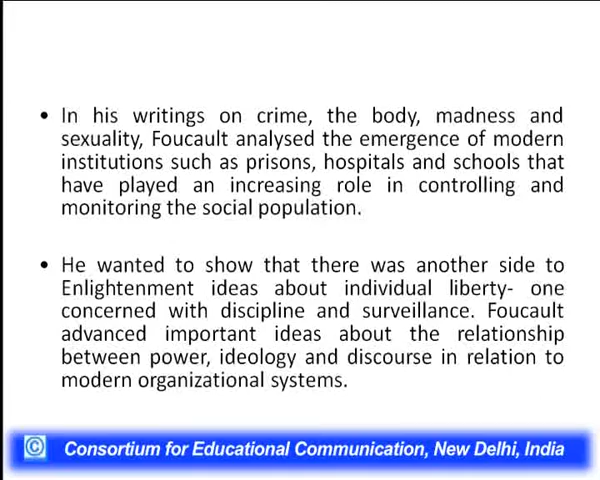 • In his writings on crime, the body, madness and
sexuality, Foucault analysed the emergence of modern
institutions such as prisons, hospitals and schools that
have played an increasing role in controlling and
monitoring the social population.
• He wanted to show that there was another side to
Enlightenment ideas about individual liberty- one
concerned with discipline and surveillance. Foucault
advanced important ideas about the relationship
between power, ideology and discourse in relation to
modern organizational systems.
© Consortium for Educational Communication, New Delhi, India